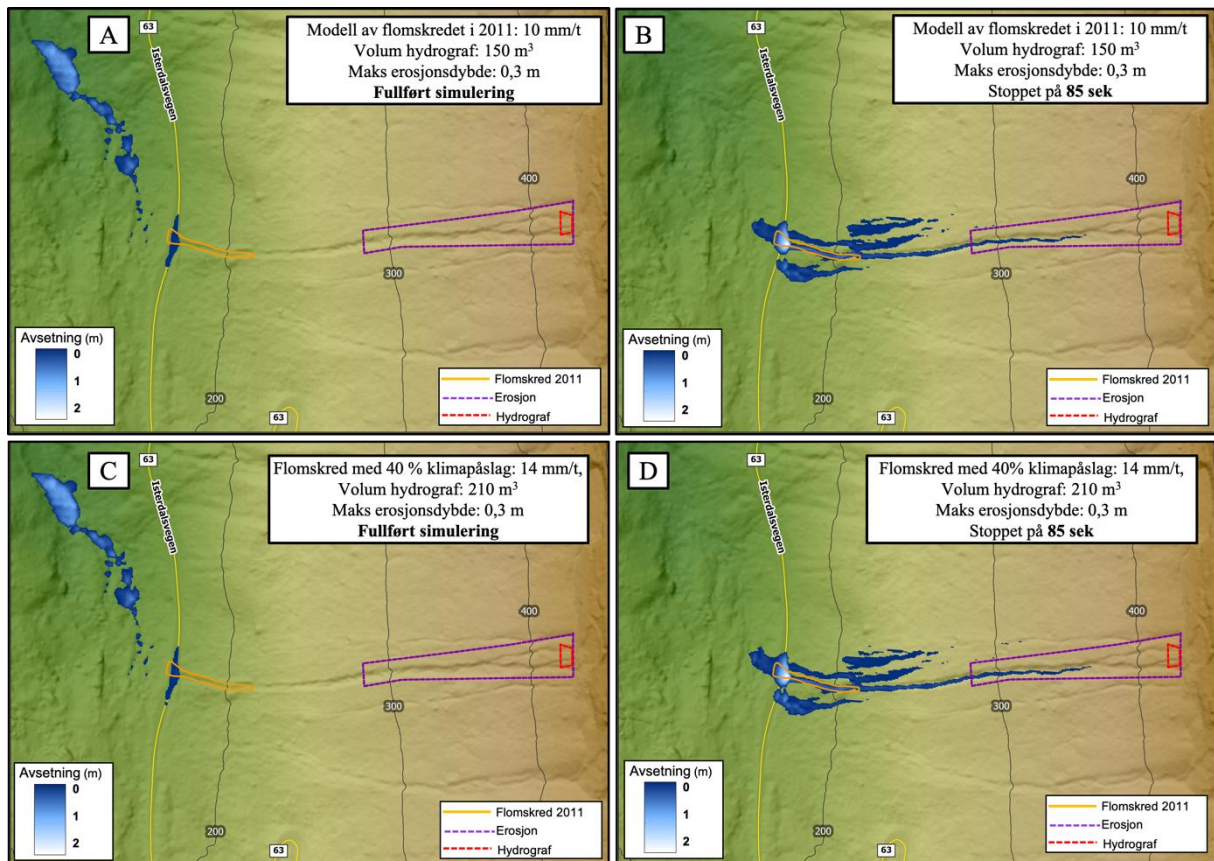 A
63
Isterdalsvegen
Modell av flomskredet i 2011: 10 mm/t
Volum hydrograf: 150 m³
Maks erosjonsdybde: 0,3 m
Fullført simulering
400
300
200
63
Avsetning (m)
0
1
2
Flomskred 2011
Erosjon
Hydrograf
B
63
Isterdalsvegen
Modell av flomskredet i 2011: 10 mm/t
Volum hydrograf: 150 m³
Maks erosjonsdybde: 0,3 m
Stoppet på 85 sek
400
300
200
63
Avsetning (m)
0
1
2
Flomskred 2011
Erosjon
Hydrograf
C
63
Isterdalsvegen
Flomskred med 40 % klimapåslag: 14 mm/t,
Volum hydrograf: 210 m³
Maks erosjonsdybde: 0,3 m
Fullført simulering
400
300
200
63
Avsetning (m)
0
1
2
Flomskred 2011
Erosjon
Hydrograf
D
63
Isterdalsvegen
Flomskred med 40% klimapåslag: 14 mm/t,
Volum hydrograf: 210 m³
Maks erosjonsdybde: 0,3 m
Stoppet på 85 sek
400
300
200
63
Avsetning (m)
0
1
2
Flomskred 2011
Erosjon
Hydrograf